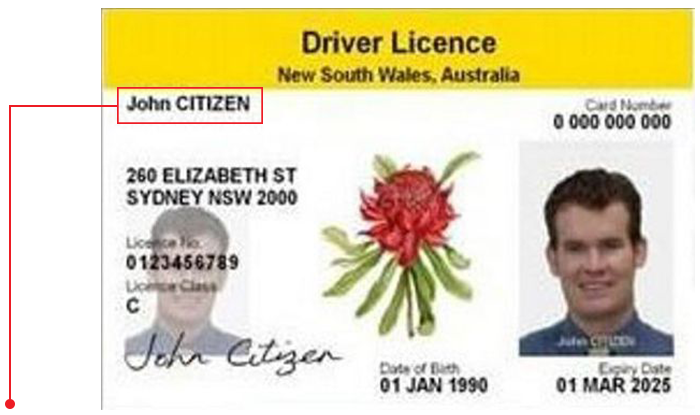 Driver Licence
New South Wales, Australia
John CITIZEN
Card Number
0 000 000 000
260 ELIZABETH ST
SYDNEY NSW 2000
Licence No.
0123456789
Licence Class
C
John CITIZEN
John Citizen
Date of Birth
01 JAN 1990
Expiry Date
01 MAR 2025